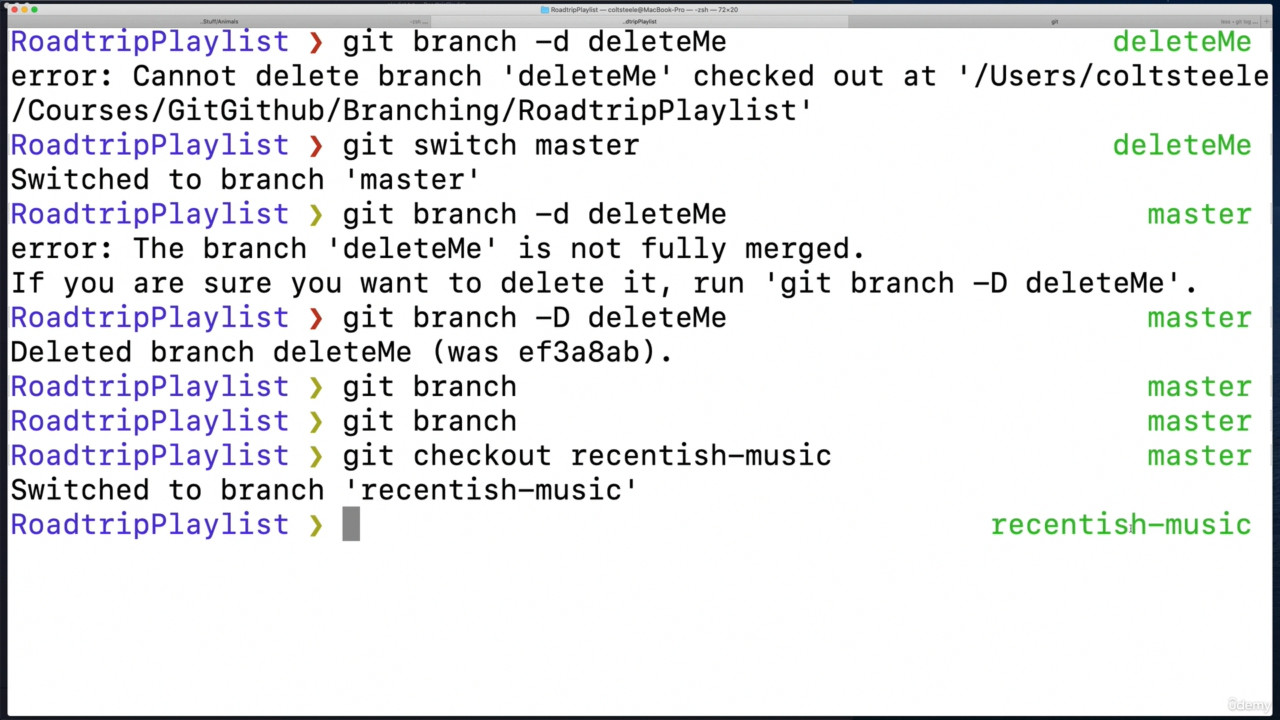 RoadtripPlaylist — coltsteele@MacBook-Pro — -zsh — 72×20
..Stuff/Animals -zsh ... ..dtripPlaylist git less - git log ... +
RoadtripPlaylist ❯ git branch -d deleteMe deleteMe
error: Cannot delete branch 'deleteMe' checked out at '/Users/coltsteele
/Courses/GitGithub/Branching/RoadtripPlaylist'
RoadtripPlaylist ❯ git switch master deleteMe
Switched to branch 'master'
RoadtripPlaylist ❯ git branch -d deleteMe master
error: The branch 'deleteMe' is not fully merged.
If you are sure you want to delete it, run 'git branch -D deleteMe'.
RoadtripPlaylist ❯ git branch -D deleteMe master
Deleted branch deleteMe (was ef3a8ab).
RoadtripPlaylist ❯ git branch master
RoadtripPlaylist ❯ git branch master
RoadtripPlaylist ❯ git checkout recentish-music master
Switched to branch 'recentish-music'
RoadtripPlaylist ❯ recentish-music
ûdemy